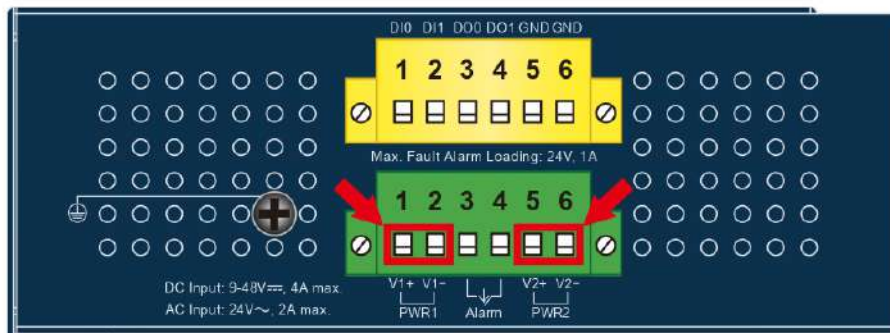 DI0 DI1 DO0 DO1 GND GND
1 2 3 4 5 6
Max. Fault Alarm Loading: 24V, 1A
1 2 3 4 5 6
V1+ V1− V2+ V2−
PWR1 Alarm PWR2
DC Input: 9-48V⎓, 4A max.
AC Input: 24V～, 2A max.